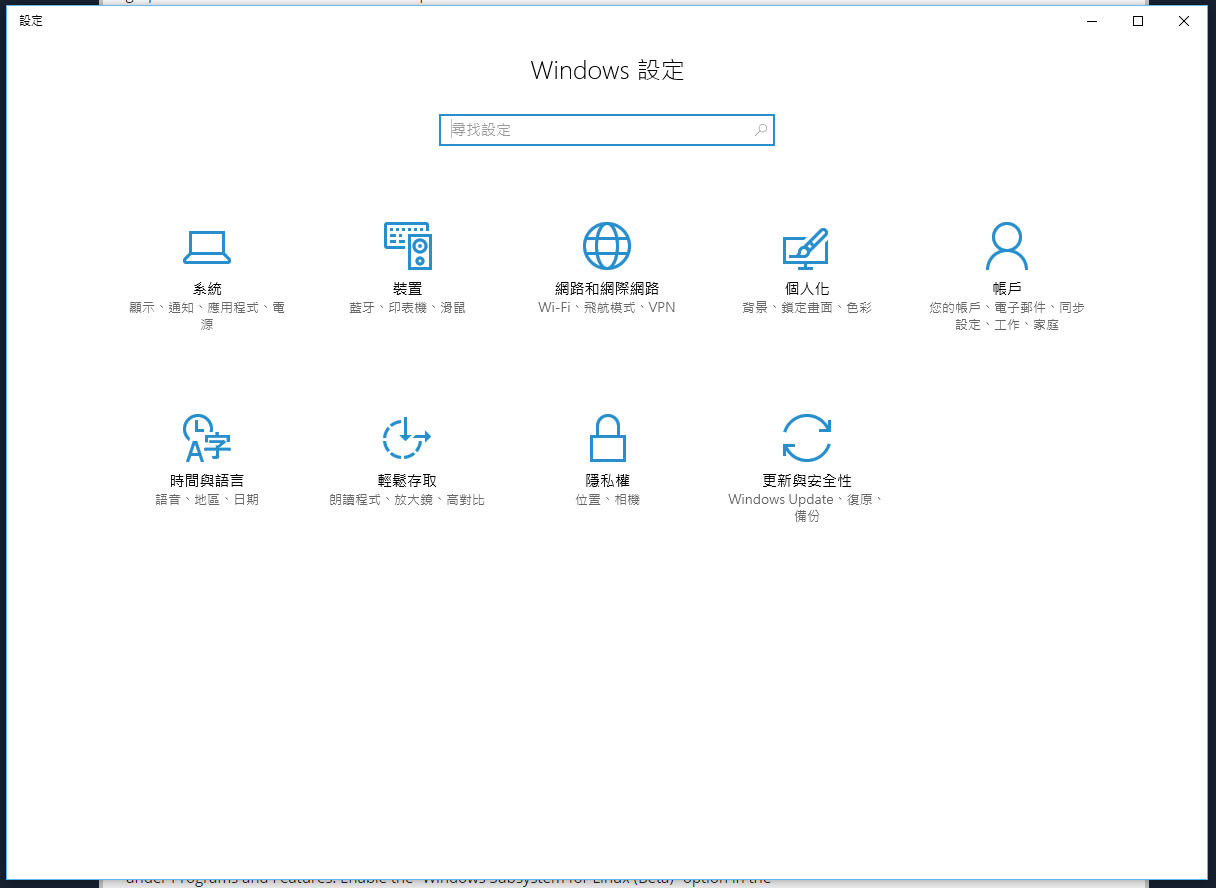 設定
Windows 設定
尋找設定
系統
顯示、通知、應用程式、電
源
裝置
藍牙、印表機、滑鼠
網路和網際網路
Wi-Fi、飛航模式、VPN
個人化
背景、鎖定畫面、色彩
帳戶
您的帳戶、電子郵件、同步
設定、工作、家庭
時間與語言
語音、地區、日期
輕鬆存取
朗讀程式、放大鏡、高對比
隱私權
位置、相機
更新與安全性
Windows Update、復原、
備份
under Programs and Features. Enable the "Windows Subsystem for Linux (Beta)" option in the